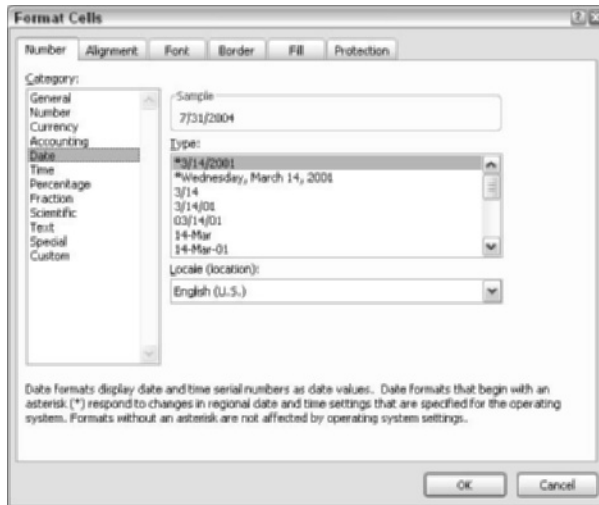 Format Cells
Number Alignment Font Border Fill Protection
Category:
General
Number
Currency
Accounting
Date
Time
Percentage
Fraction
Scientific
Text
Special
Custom
Sample
7/31/2004
Type:
*3/14/2001
*Wednesday, March 14, 2001
3/14
3/14/01
03/14/01
14-Mar
14-Mar-01
Locale (location):
English (U.S.)
Date formats display date and time serial numbers as date values. Date formats that begin with an
asterisk (*) respond to changes in regional date and time settings that are specified for the operating
system. Formats without an asterisk are not affected by operating system settings.
OK Cancel